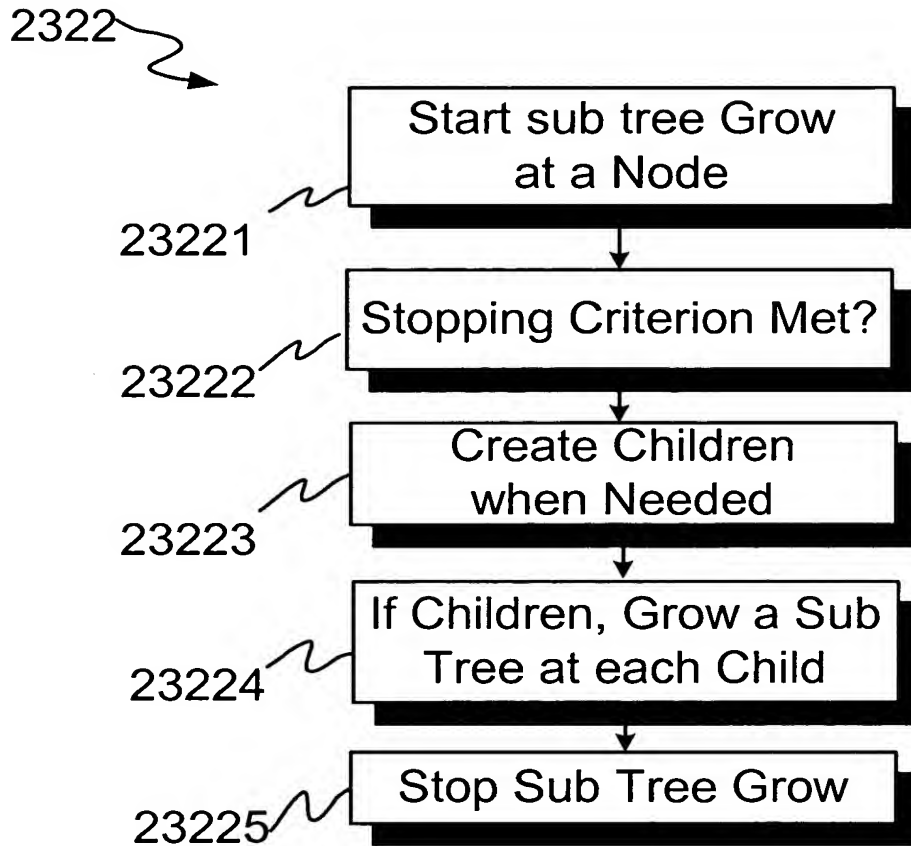 2322
Start sub tree Grow
at a Node
23221
Stopping Criterion Met?
23222
Create Children
when Needed
23223
If Children, Grow a Sub
Tree at each Child
23224
Stop Sub Tree Grow
23225